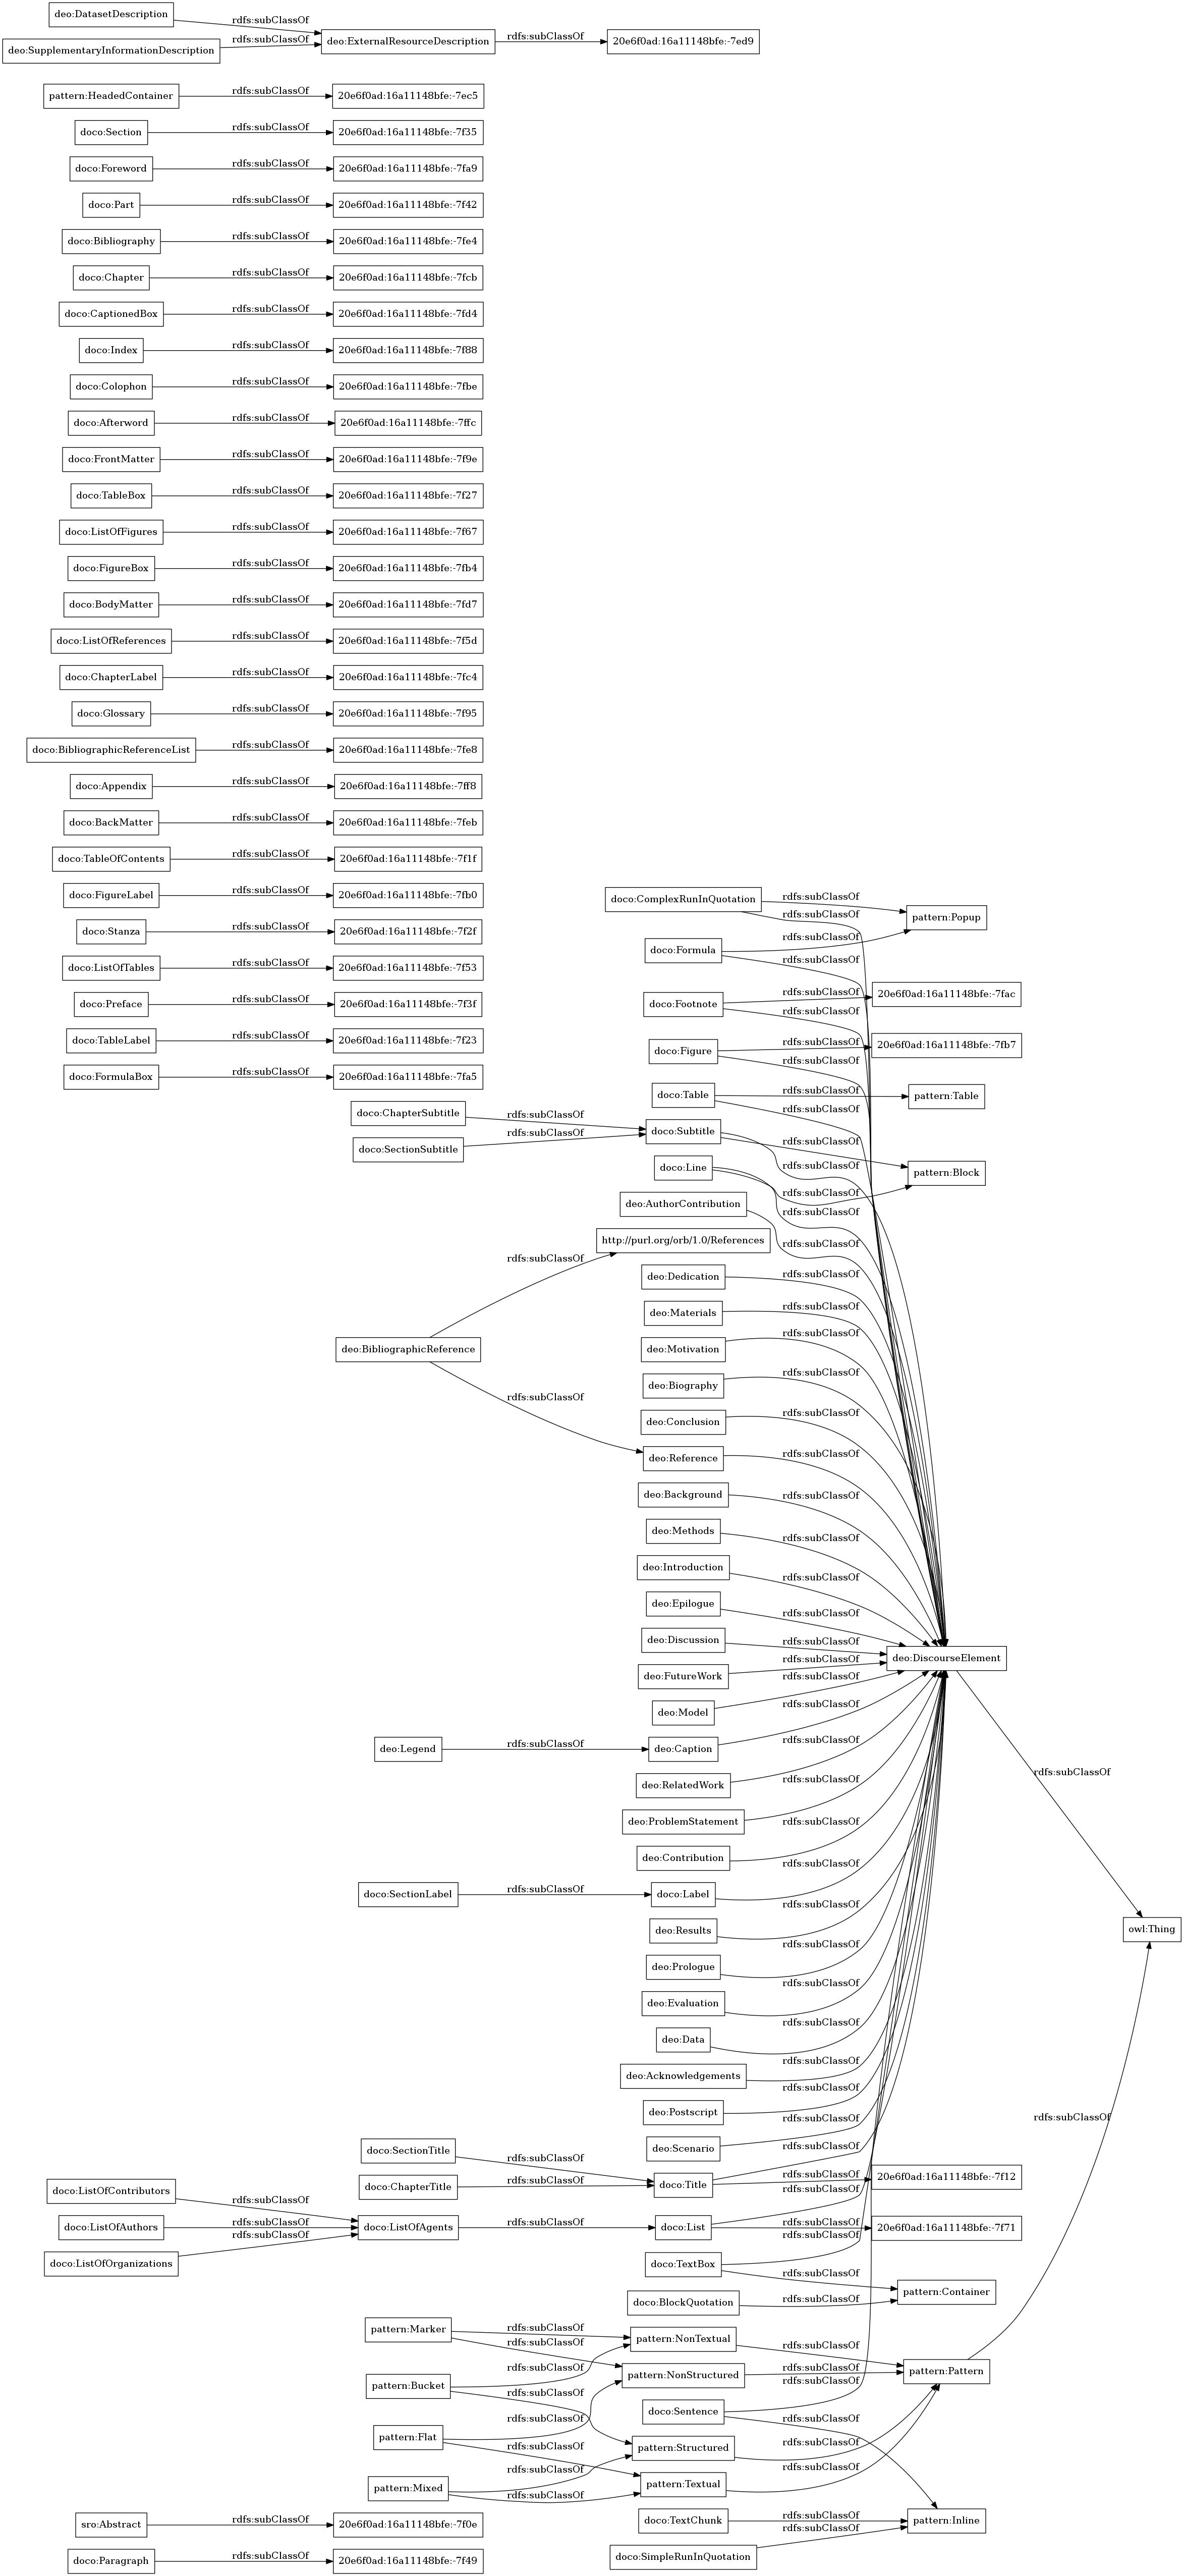 deo:DatasetDescription rdfs:subClassOf
deo:SupplementaryInformationDescription rdfs:subClassOf deo:ExternalResourceDescription rdfs:subClassOf 20e6f0ad:16a11148bfe:-7ed9
pattern:HeadedContainer rdfs:subClassOf 20e6f0ad:16a11148bfe:-7ec5
doco:Section rdfs:subClassOf 20e6f0ad:16a11148bfe:-7f35
doco:Foreword rdfs:subClassOf 20e6f0ad:16a11148bfe:-7fa9
doco:Part rdfs:subClassOf 20e6f0ad:16a11148bfe:-7f42
doco:Bibliography rdfs:subClassOf 20e6f0ad:16a11148bfe:-7fe4
doco:Chapter rdfs:subClassOf 20e6f0ad:16a11148bfe:-7fcb
doco:CaptionedBox rdfs:subClassOf 20e6f0ad:16a11148bfe:-7fd4
doco:Index rdfs:subClassOf 20e6f0ad:16a11148bfe:-7f88
doco:Colophon rdfs:subClassOf 20e6f0ad:16a11148bfe:-7fbe
doco:Afterword rdfs:subClassOf 20e6f0ad:16a11148bfe:-7ffc
doco:FrontMatter rdfs:subClassOf 20e6f0ad:16a11148bfe:-7f9e
doco:TableBox rdfs:subClassOf 20e6f0ad:16a11148bfe:-7f27
doco:ListOfFigures rdfs:subClassOf 20e6f0ad:16a11148bfe:-7f67
doco:FigureBox rdfs:subClassOf 20e6f0ad:16a11148bfe:-7fb4
doco:BodyMatter rdfs:subClassOf 20e6f0ad:16a11148bfe:-7fd7
doco:ListOfReferences rdfs:subClassOf 20e6f0ad:16a11148bfe:-7f5d
doco:ChapterLabel rdfs:subClassOf 20e6f0ad:16a11148bfe:-7fc4
doco:Glossary rdfs:subClassOf 20e6f0ad:16a11148bfe:-7f95
doco:BibliographicReferenceList rdfs:subClassOf 20e6f0ad:16a11148bfe:-7fe8
doco:Appendix rdfs:subClassOf 20e6f0ad:16a11148bfe:-7ff8
doco:BackMatter rdfs:subClassOf 20e6f0ad:16a11148bfe:-7feb
doco:TableOfContents rdfs:subClassOf 20e6f0ad:16a11148bfe:-7f1f
doco:FigureLabel rdfs:subClassOf 20e6f0ad:16a11148bfe:-7fb0
doco:Stanza rdfs:subClassOf 20e6f0ad:16a11148bfe:-7f2f
doco:ListOfTables rdfs:subClassOf 20e6f0ad:16a11148bfe:-7f53
doco:Preface rdfs:subClassOf 20e6f0ad:16a11148bfe:-7f3f
doco:TableLabel rdfs:subClassOf 20e6f0ad:16a11148bfe:-7f23
doco:FormulaBox rdfs:subClassOf 20e6f0ad:16a11148bfe:-7fa5
doco:ComplexRunInQuotation rdfs:subClassOf pattern:Popup
rdfs:subClassOf
doco:Formula rdfs:subClassOf
rdfs:subClassOf
doco:Footnote rdfs:subClassOf 20e6f0ad:16a11148bfe:-7fac
rdfs:subClassOf
doco:Figure rdfs:subClassOf 20e6f0ad:16a11148bfe:-7fb7
rdfs:subClassOf
doco:Table rdfs:subClassOf pattern:Table
rdfs:subClassOf
doco:ChapterSubtitle rdfs:subClassOf
doco:SectionSubtitle rdfs:subClassOf
doco:Subtitle rdfs:subClassOf
rdfs:subClassOf
doco:Line rdfs:subClassOf pattern:Block
rdfs:subClassOf
deo:AuthorContribution rdfs:subClassOf
http://purl.org/orb/1.0/References
rdfs:subClassOf
deo:Dedication rdfs:subClassOf
deo:Materials rdfs:subClassOf
deo:BibliographicReference
deo:Motivation rdfs:subClassOf
deo:Biography rdfs:subClassOf
rdfs:subClassOf
deo:Conclusion rdfs:subClassOf
deo:Reference rdfs:subClassOf
deo:Background rdfs:subClassOf
deo:Methods rdfs:subClassOf
deo:Introduction rdfs:subClassOf
deo:Epilogue rdfs:subClassOf
deo:Discussion rdfs:subClassOf
deo:DiscourseElement
deo:FutureWork rdfs:subClassOf
deo:Model rdfs:subClassOf
deo:Legend rdfs:subClassOf deo:Caption rdfs:subClassOf
rdfs:subClassOf
deo:RelatedWork rdfs:subClassOf
deo:ProblemStatement rdfs:subClassOf
deo:Contribution rdfs:subClassOf
doco:SectionLabel rdfs:subClassOf doco:Label rdfs:subClassOf
deo:Results rdfs:subClassOf
owl:Thing
deo:Prologue rdfs:subClassOf
deo:Evaluation rdfs:subClassOf
deo:Data rdfs:subClassOf
deo:Acknowledgements rdfs:subClassOf
deo:Postscript rdfs:subClassOf
rdfs:subClassOf
deo:Scenario rdfs:subClassOf
doco:SectionTitle rdfs:subClassOf
rdfs:subClassOf
doco:ChapterTitle rdfs:subClassOf doco:Title rdfs:subClassOf 20e6f0ad:16a11148bfe:-7f12
doco:ListOfContributors rdfs:subClassOf
rdfs:subClassOf
doco:ListOfAuthors rdfs:subClassOf doco:ListOfAgents rdfs:subClassOf doco:List rdfs:subClassOf 20e6f0ad:16a11148bfe:-7f71
doco:ListOfOrganizations rdfs:subClassOf
doco:TextBox rdfs:subClassOf
rdfs:subClassOf
doco:BlockQuotation rdfs:subClassOf pattern:Container
pattern:Marker rdfs:subClassOf
rdfs:subClassOf
pattern:NonTextual rdfs:subClassOf
pattern:Bucket rdfs:subClassOf
rdfs:subClassOf
pattern:NonStructured rdfs:subClassOf pattern:Pattern
doco:Sentence rdfs:subClassOf
rdfs:subClassOf
pattern:Flat rdfs:subClassOf
rdfs:subClassOf
pattern:Structured rdfs:subClassOf
pattern:Mixed rdfs:subClassOf
rdfs:subClassOf
pattern:Textual rdfs:subClassOf
doco:TextChunk rdfs:subClassOf pattern:Inline
doco:SimpleRunInQuotation rdfs:subClassOf
sro:Abstract rdfs:subClassOf 20e6f0ad:16a11148bfe:-7f0e
doco:Paragraph rdfs:subClassOf 20e6f0ad:16a11148bfe:-7f49